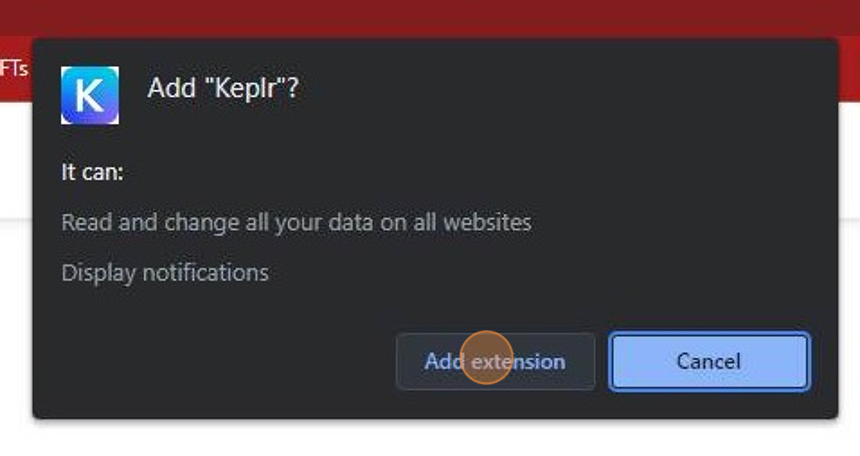 FTs
K
Add "Keplr"?
It can:
Read and change all your data on all websites
Display notifications
Add extension
Cancel